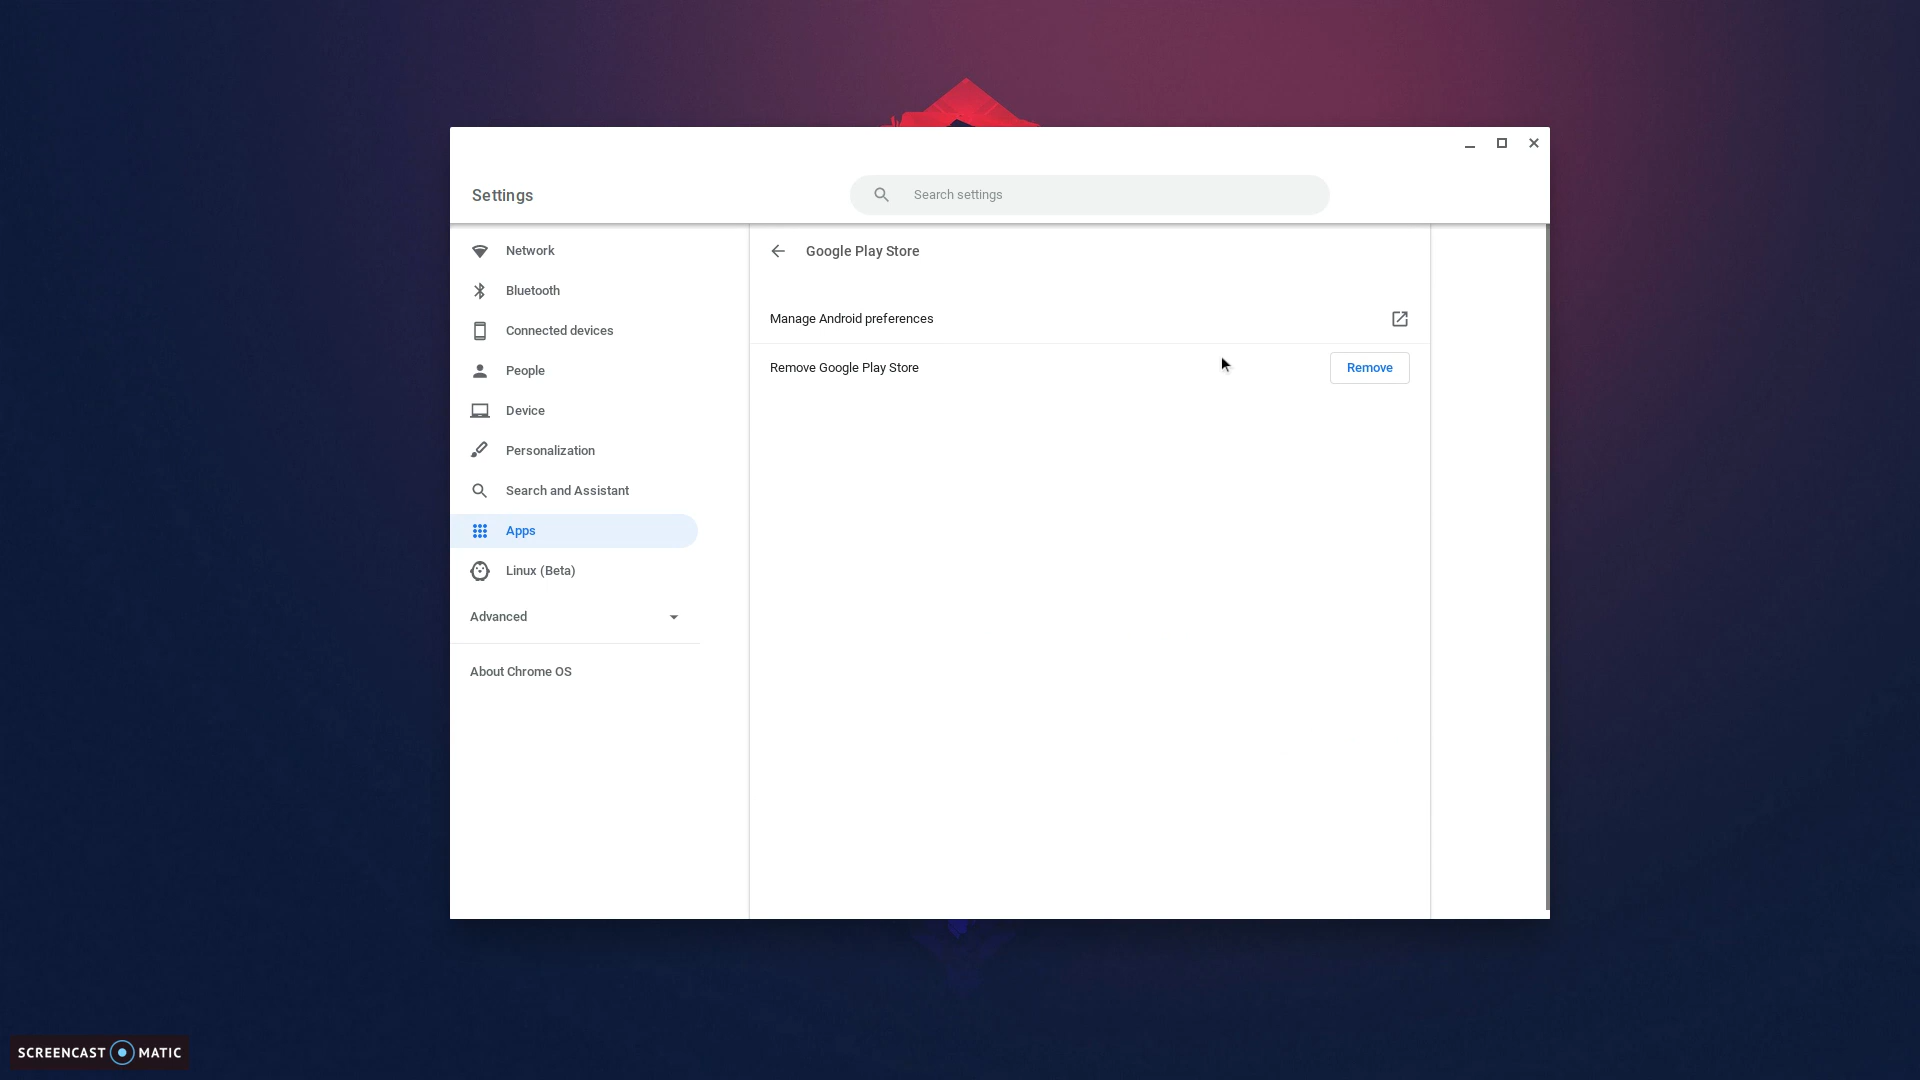 Settings
Search settings
Network
Bluetooth
Connected devices
People
Device
Personalization
Search and Assistant
Apps
Linux (Beta)
Advanced
About Chrome OS
Google Play Store
Manage Android preferences
Remove Google Play Store
Remove
SCREENCAST MATIC